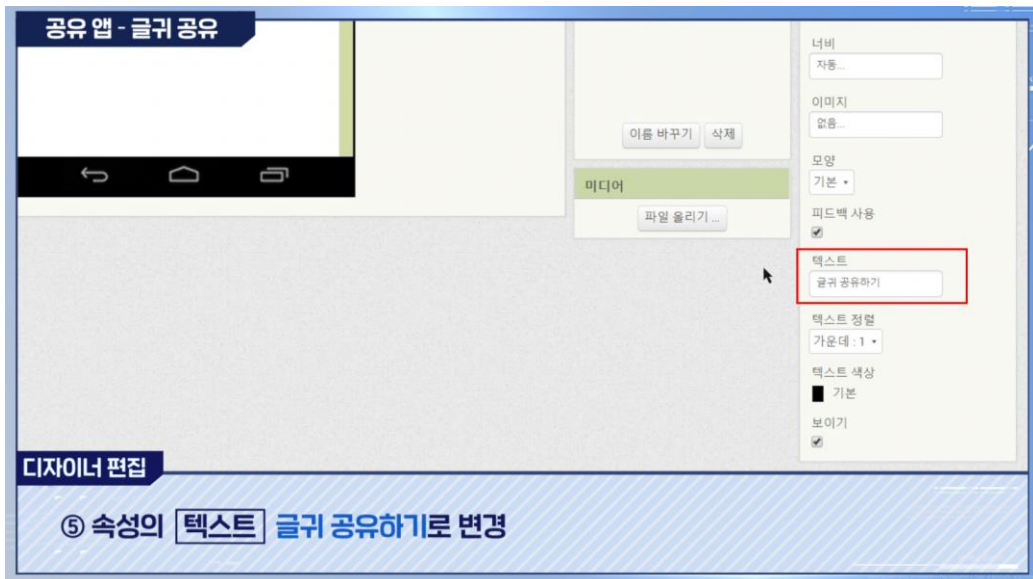 공유 앱 - 글귀 공유
너비
자동...
이미지
없음...
이름 바꾸기 삭제
모양
기본
미디어
파일 올리기 ...
피드백 사용
텍스트
글귀 공유하기
텍스트 정렬
가운데 : 1
텍스트 색상
기본
보이기
디자이너 편집
⑤ 속성의 텍스트 글귀 공유하기로 변경